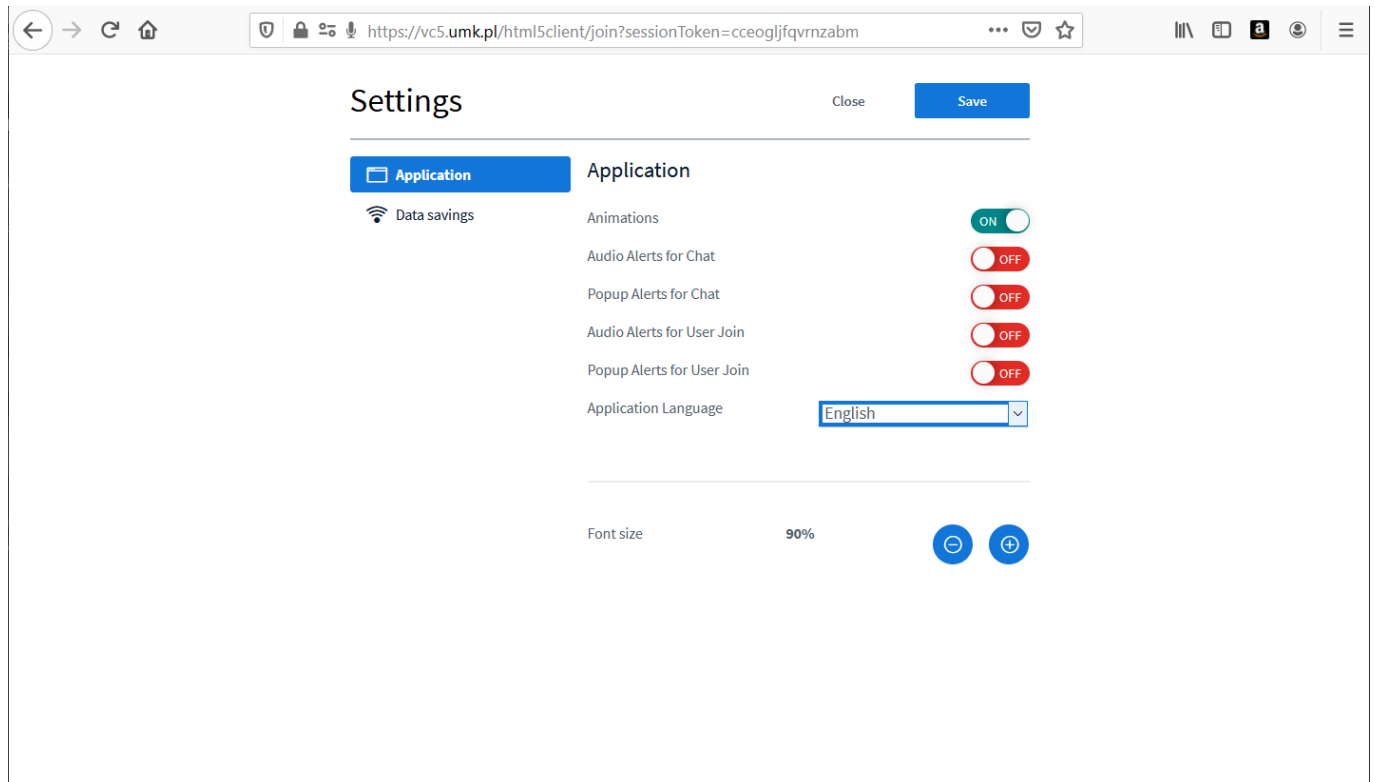 https://vc5.umk.pl/html5client/join?sessionToken=cceogljfqvrnzabm
a
Settings
Close
Save
Application
Data savings
Application
Animations ON
Audio Alerts for Chat OFF
Popup Alerts for Chat OFF
Audio Alerts for User Join OFF
Popup Alerts for User Join OFF
Application Language English
Font size 90%